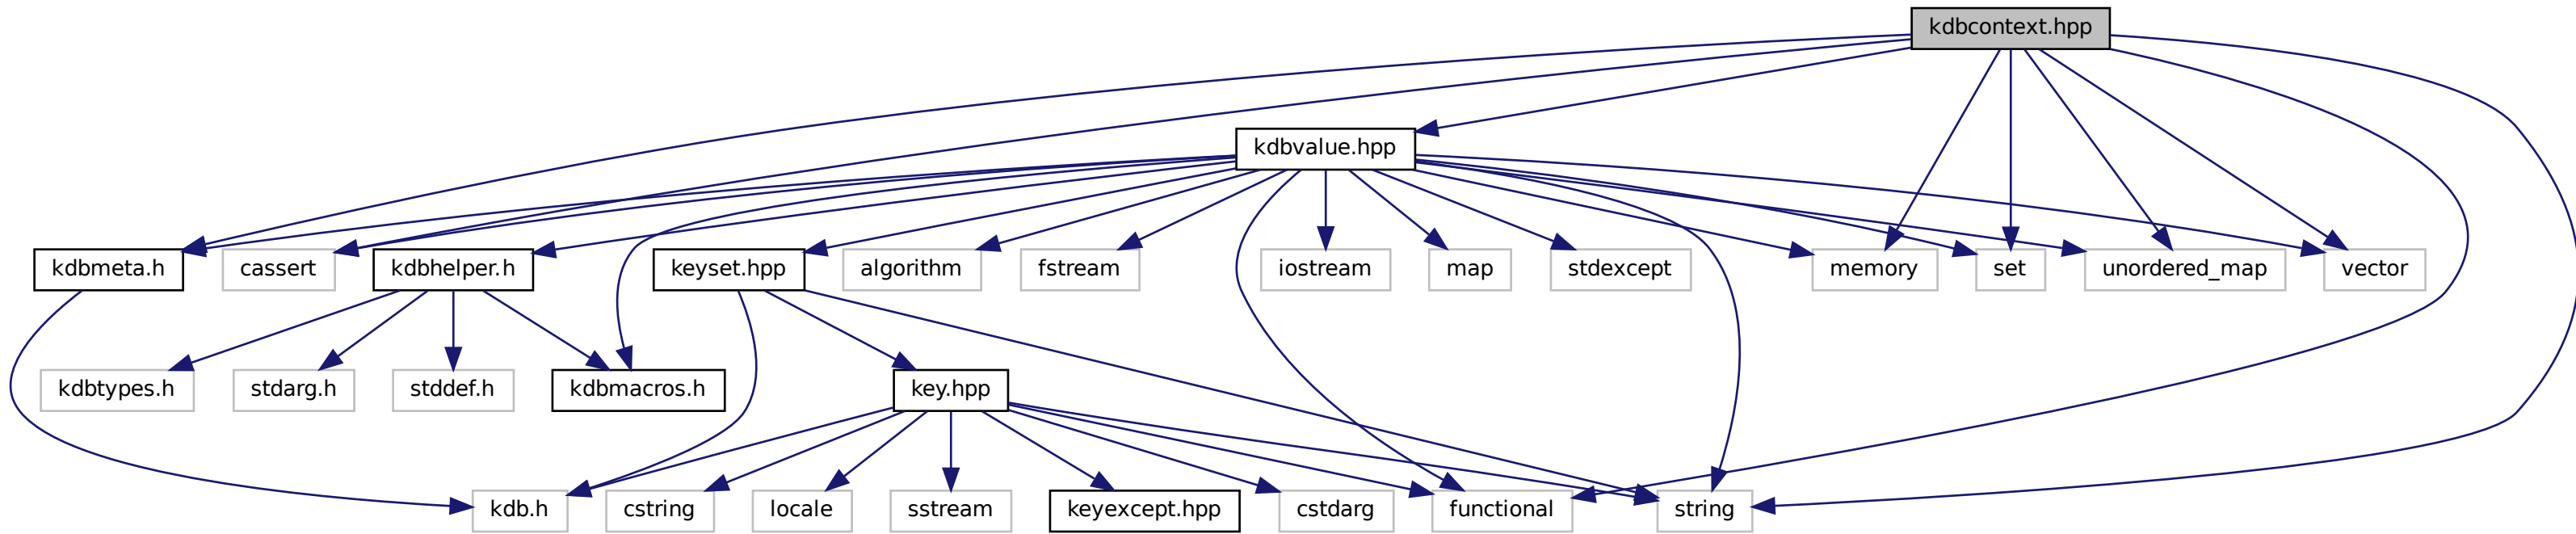 kdbcontext.hpp
kdbvalue.hpp
kdbmeta.h
cassert
kdbhelper.h
keyset.hpp
algorithm
fstream
iostream
map
stdexcept
memory
set
unordered_map
vector
kdbtypes.h
stdarg.h
stddef.h
kdbmacros.h
key.hpp
kdb.h
cstring
locale
sstream
keyexcept.hpp
cstdarg
functional
string